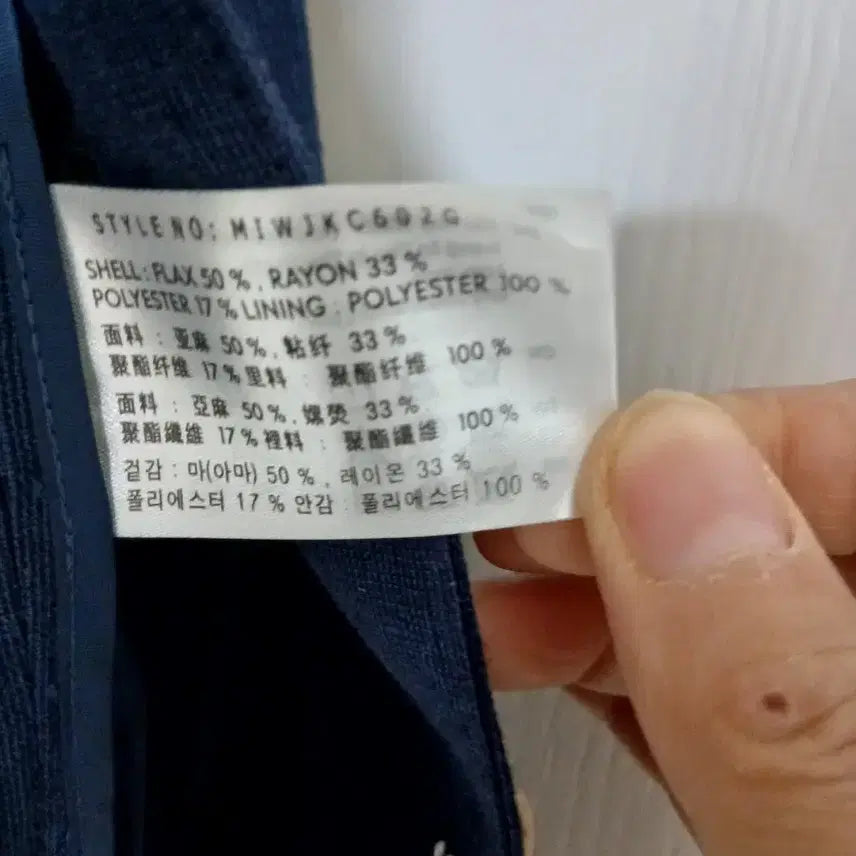 STYLE NO: MIWJKC602G
SHELL: FLAX 50 %, RAYON 33 %
POLYESTER 17 % LINING : POLYESTER 100 %
面料 : 亚麻 50 %, 粘纤 33 %
聚酯纤维 17 % 里料 : 聚酯纤维 100 %
面料 : 亞麻 50 %, 嫘熒 33 %
聚酯纖維 17 % 裡料 : 聚酯纖維 100 %
겉감 : 마(아마) 50 %, 레이온 33 %
폴리에스터 17 % 안감 : 폴리에스터 100 %